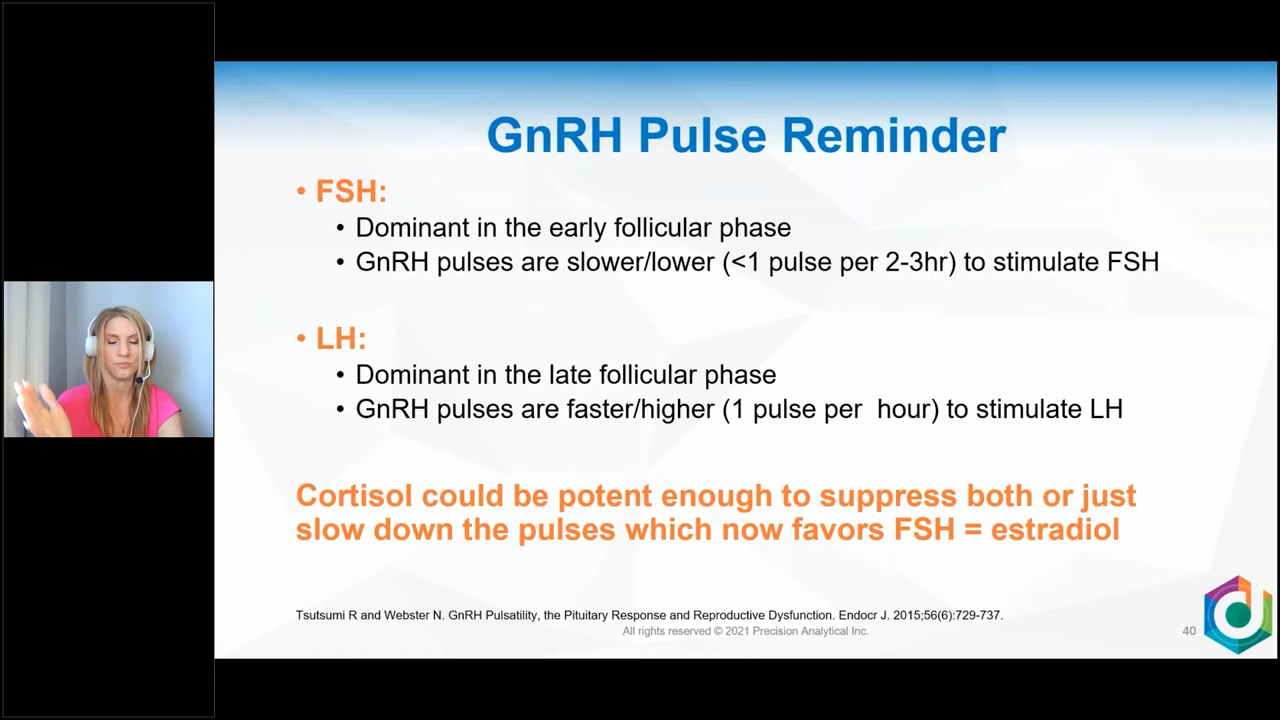 GnRH Pulse Reminder
• FSH:
• Dominant in the early follicular phase
• GnRH pulses are slower/lower (<1 pulse per 2-3hr) to stimulate FSH
• LH:
• Dominant in the late follicular phase
• GnRH pulses are faster/higher (1 pulse per  hour) to stimulate LH
Cortisol could be potent enough to suppress both or just
slow down the pulses which now favors FSH = estradiol
Tsutsumi R and Webster N. GnRH Pulsatility, the Pituitary Response and Reproductive Dysfunction. Endocr J. 2015;56(6):729-737.
All rights reserved © 2021 Precision Analytical Inc.
40